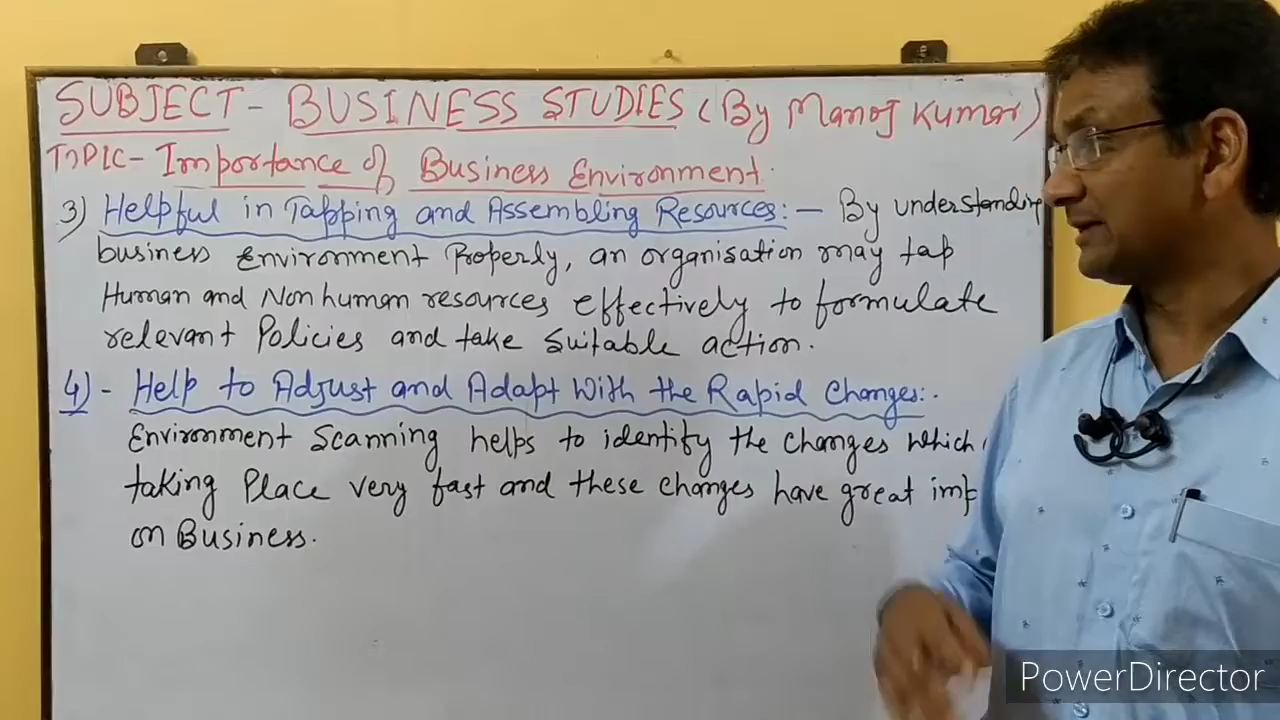 SUBJECT- BUSINESS STUDIES (By Manoj Kumar)
TOPIC- Importance of Business Environment.
3) Helpful in Tapping and Assembling Resources:- By understanding
business Environment Properly, an organisation may tap
Human and Nonhuman resources effectively to formulate
relevant Policies and take suitable action.
4)- Help to Adjust and Adapt With the Rapid Changes:-
Environment Scanning helps to identify the changes which
taking Place very fast and these changes have great imp
on Business.
PowerDirector